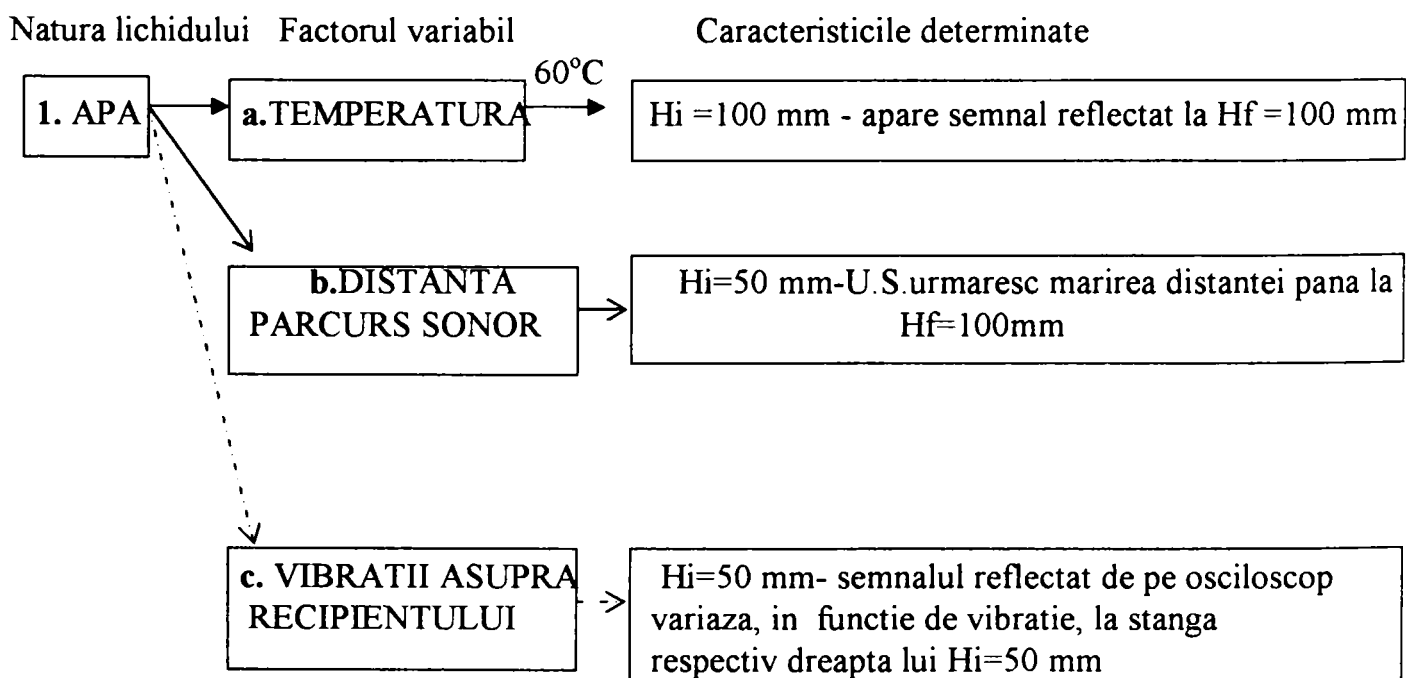 Natura lichidului Factorul variabil Caracteristicile determinate
60°C
1. APA
a.TEMPERATURA
Hi =100 mm - apare semnal reflectat la Hf =100 mm
b.DISTANTA
PARCURS SONOR
Hi=50 mm-U.S.urmaresc marirea distantei pana la
Hf=100mm
c. VIBRATII ASUPRA
RECIPIENTULUI
Hi=50 mm- semnalul reflectat de pe osciloscop
variaza, in functie de vibratie, la stanga
respectiv dreapta lui Hi=50 mm